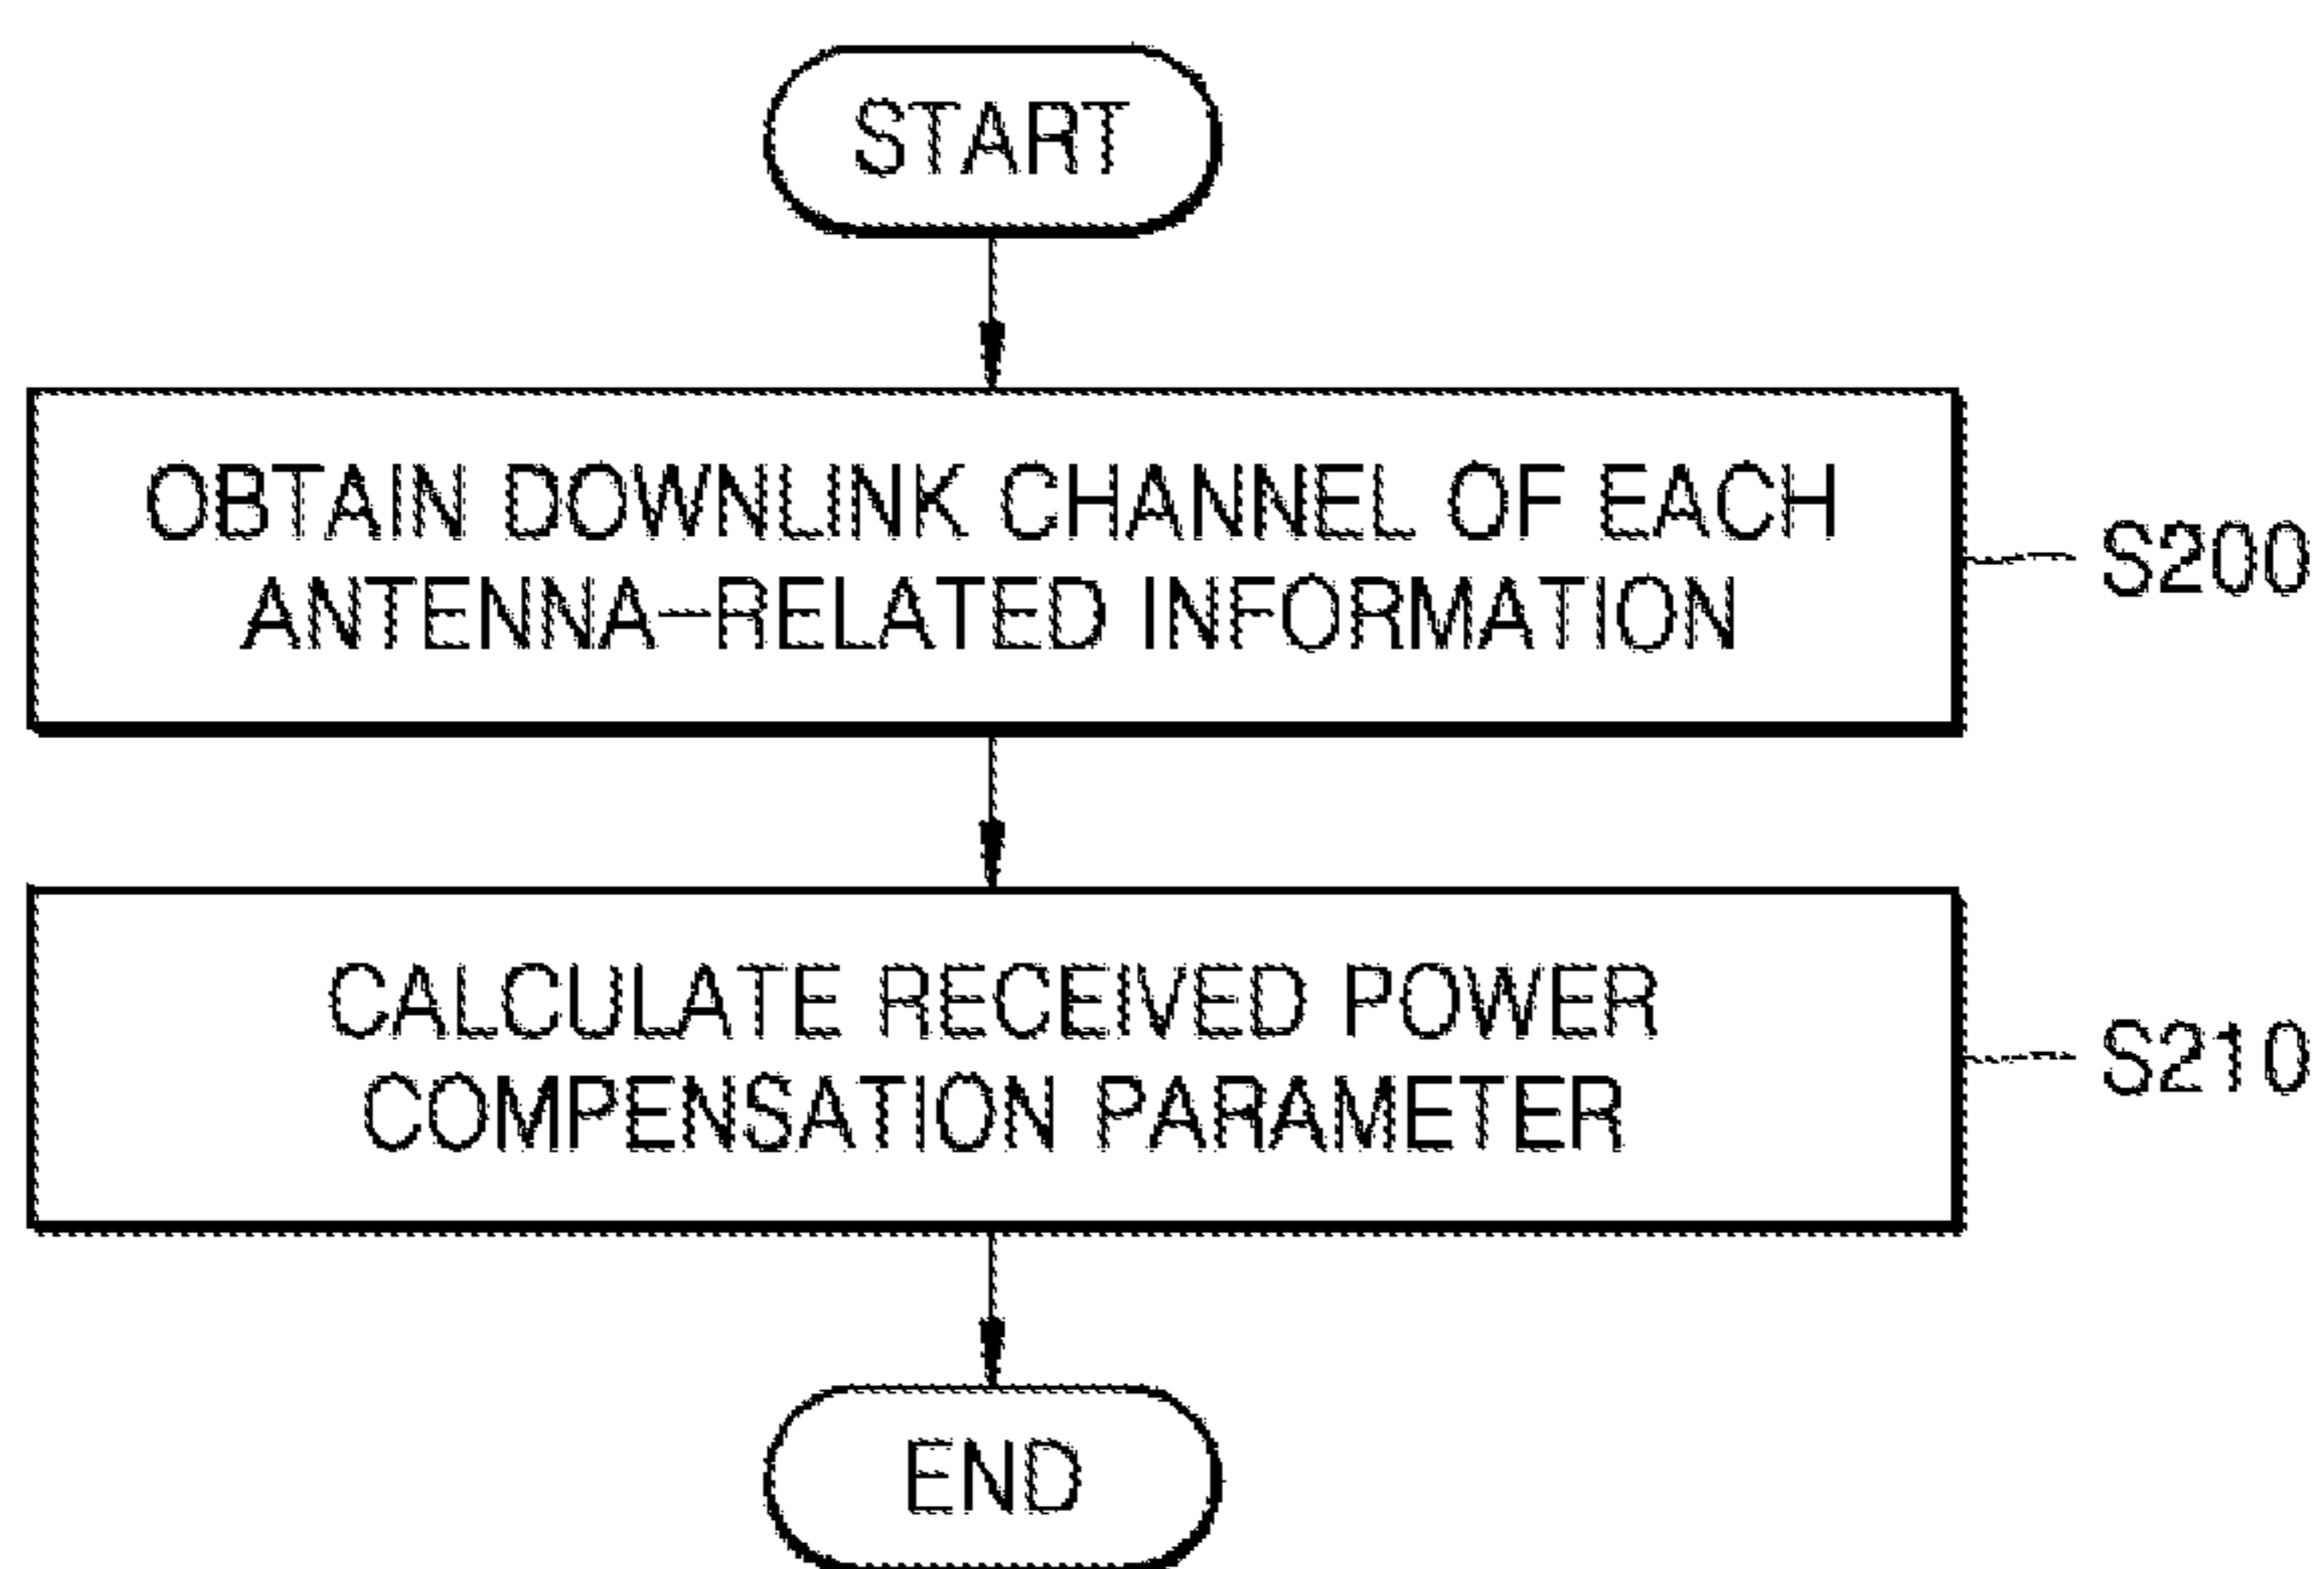 START
OBTAIN DOWNLINK CHANNEL OF EACH
ANTENNA-RELATED INFORMATION
S200
CALCULATE RECEIVED POWER
COMPENSATION PARAMETER
S210
END